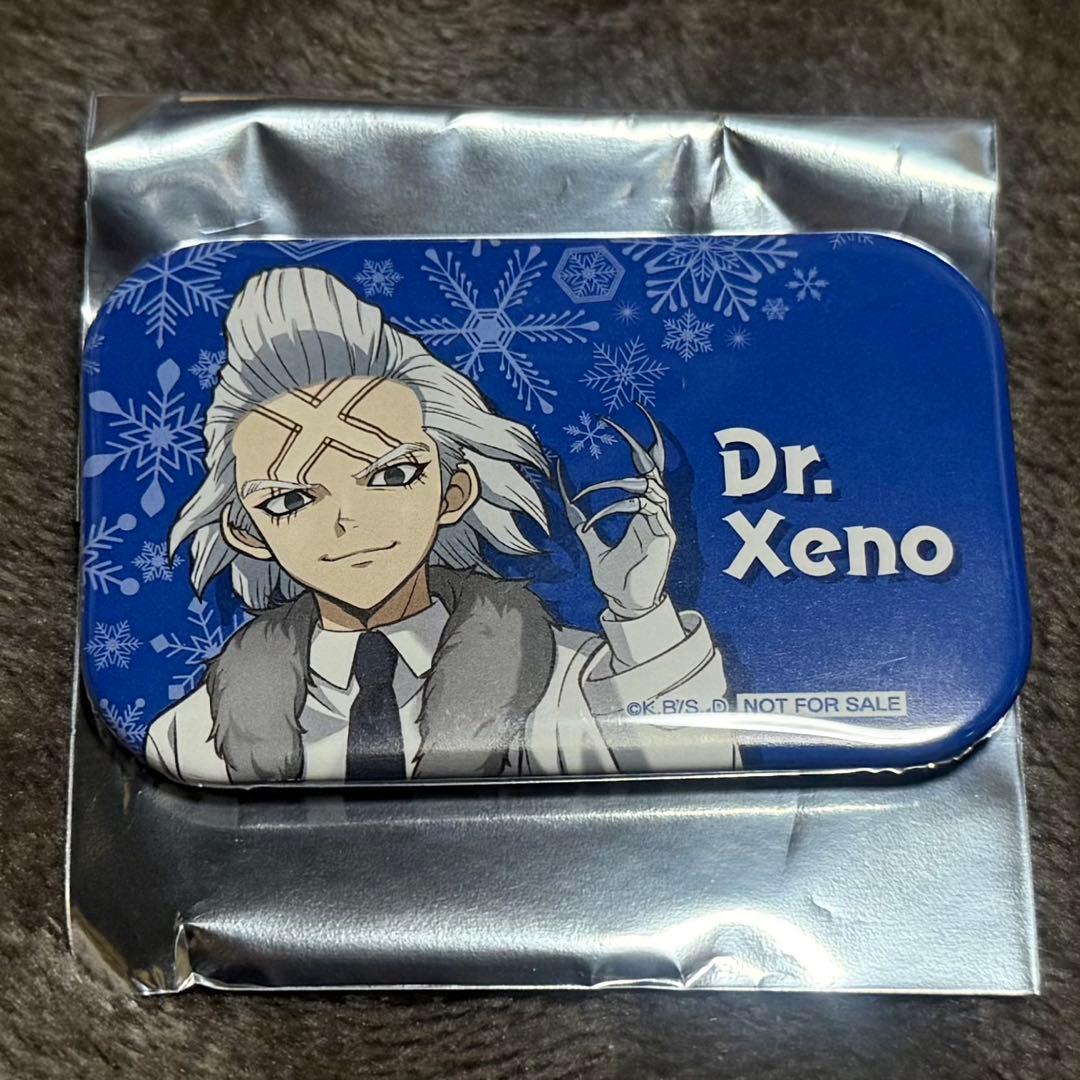 Dr.
Xeno
©K,B'/S,,D. NOT FOR SALE